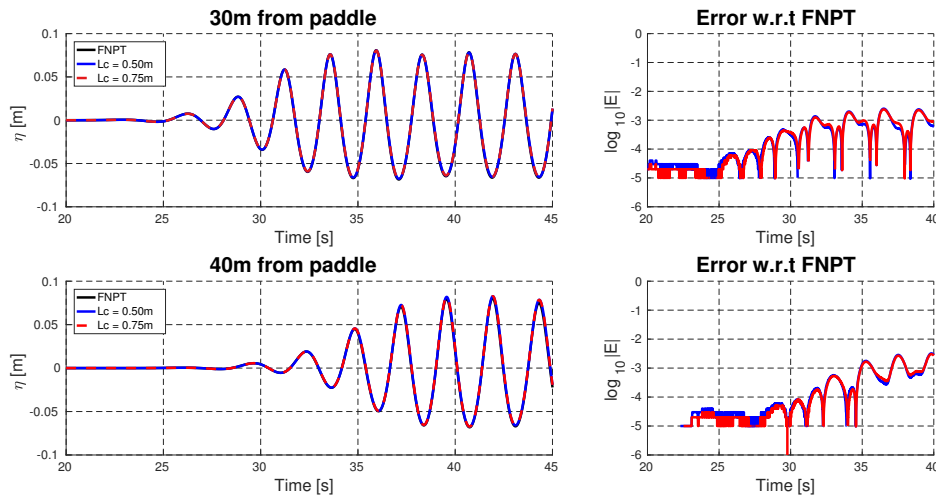 30m from paddle
0.1
0.05
0
-0.05
-0.1
η [m]
FNPT
Lc = 0.50m
Lc = 0.75m
20 25 30 35 40 45
Time [s]
Error w.r.t FNPT
0
-1
-2
-3
-4
-5
-6
log 10 |E|
20 25 30 35 40
Time [s]
40m from paddle
0.1
0.05
0
-0.05
-0.1
η [m]
FNPT
Lc = 0.50m
Lc = 0.75m
20 25 30 35 40 45
Time [s]
Error w.r.t FNPT
0
-1
-2
-3
-4
-5
-6
log 10 |E|
20 25 30 35 40
Time [s]